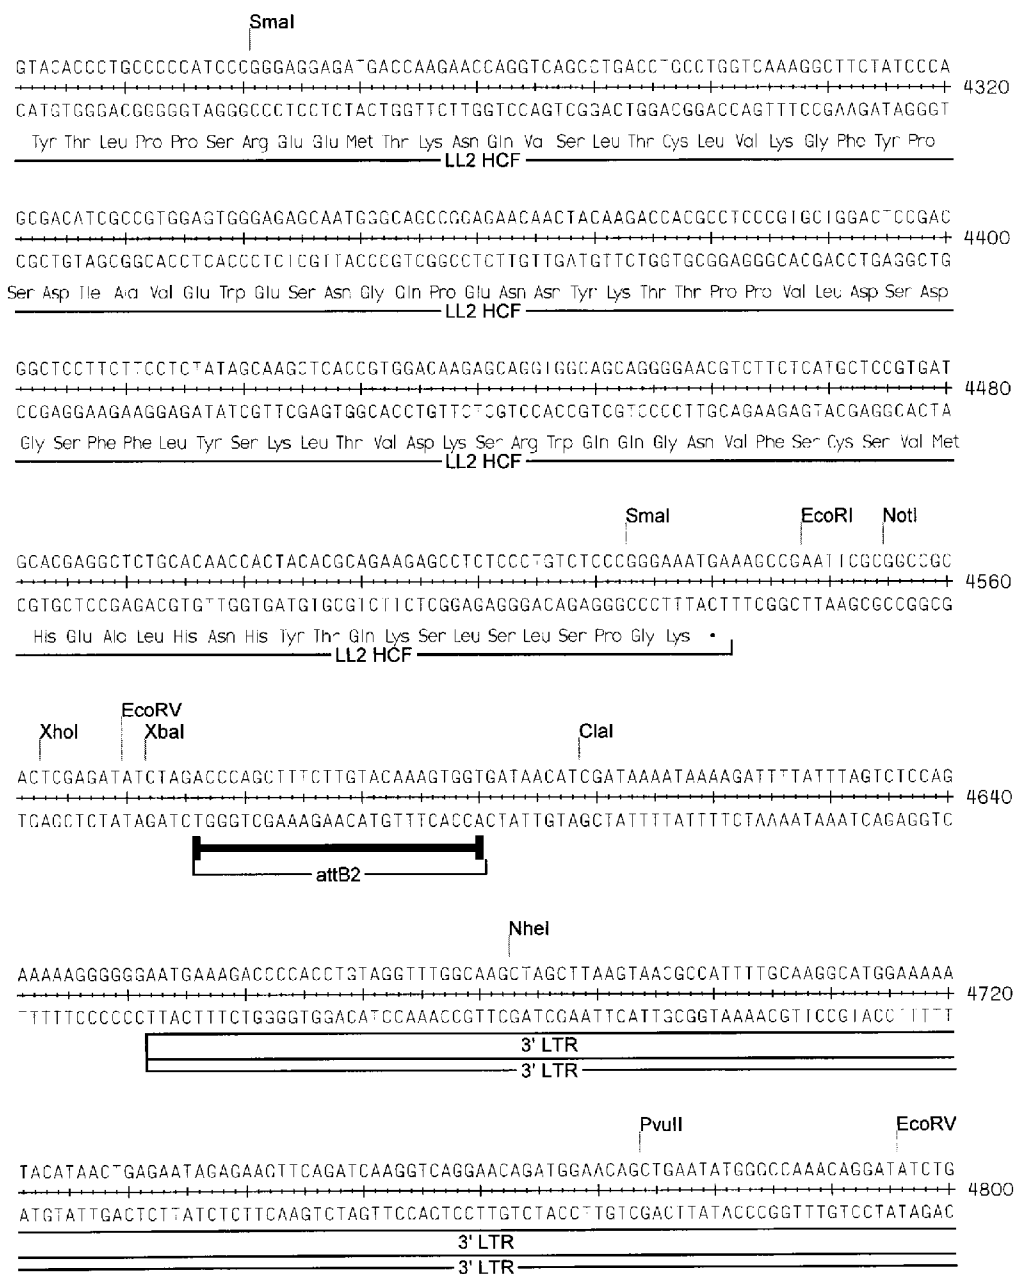 SmaI
GTACACCCTGCCCCCATCCCGGGAGGAGATGACCAAGAACCAGGTCAGCCTGACCTGCCTGGTCAAAGGCTTCTATCCCA
4320
CATGTGGGACGGGGGTAGGGCCCTCCTCTACTGGTTCTTGGTCCAGTCGGACTGGACGGACCAGTTTCCGAAGATAGGGT
Tyr Thr Leu Pro Pro Ser Arg Glu Glu Met Thr Lys Asn Gln Va Ser Leu Thr Cys Leu Val Lys Gly Phe Tyr Pro
LL2 HCF
GCGACATCGCCGTGGAGTGGGAGAGCAATGGGCAGCCGGAGAACAACTACAAGACCACGCCTCCCGTGCTGGACTCCGAC
4400
CGCTGTAGCGGCACCTCACCCTCTCGTTACCCGTCGGCCTCTTGTTGATGTTCTGGTGCGGAGGGCACGACCTGAGGCTG
Ser Asp Ile Ala Val Glu Trp Glu Ser Asn Gly Gln Pro Glu Asn Asn Tyr Lys Thr Thr Pro Pro Val Leu Asp Ser Asp
LL2 HCF
GGCTCCTTCTTCCTCTATAGCAAGCTCACCGTGGACAAGAGCAGGTGGCAGCAGGGGAACGTCTTCTCATGCTCCGTGAT
4480
CCGAGGAAGAAGGAGATATCGTTCGAGTGGCACCTGTTCTCGTCCACCGTCGTCCCCTTGCAGAAGAGTACGAGGCACTA
Gly Ser Phe Phe Leu Tyr Ser Lys Leu Thr Val Asp Lys Ser Arg Trp Gln Gln Gly Asn Val Phe Ser Cys Ser Val Met
LL2 HCF
SmaI EcoRI NotI
GCACGAGGCTCTGCACAACCACTACACGCAGAAGAGCCTCTCCCTGTCTCCCGGGAAATGAAAGCCGAATTCGCGGCCGC
4560
CGTGCTCCGAGACGTGTTGGTGATGTGCGTCTTCTCGGAGAGGGACAGAGGGCCCTTTACTTTCGGCTTAAGCGCCGGCG
His Glu Ala Leu His Asn His Tyr Thr Gln Lys Ser Leu Ser Leu Ser Pro Gly Lys •
LL2 HCF
EcoRV
XhoI XbaI ClaI
ACTCGAGATATCTAGACCCAGCTTTCTTGTACAAAGTGGTGATAACATCGATAAAATAAAAGATTTTATTTAGTCTCCAG
4640
TGAGCTCTATAGATCTGGGTCGAAAGAACATGTTTCACCACTATTGTAGCTATTTTATTTTCTAAAATAAATCAGAGGTC
attB2
NheI
AAAAAGGGGGGAATGAAAGACCCCACCTGTAGGTTTGGCAAGCTAGCTTAAGTAACGCCATTTTGCAAGGCATGGAAAAA
4720
TTTTTCCCCCCTTACTTTCTGGGGTGGACATCCAAACCGTTCGATCGAATTCATTGCGGTAAAACGTTCCGTACCTTTTT
3' LTR
3' LTR
PvuII EcoRV
TACATAACTGAGAATAGAGAAGTTCAGATCAAGGTCAGGAACAGATGGAACAGCTGAATATGGGCCAAACAGGATATCTG
4800
ATGTATTGACTCTTATCTCTTCAAGTCTAGTTCCAGTCCTTGTCTACCTTGTCGACTTATACCCGGTTTGTCCTATAGAC
3' LTR
3' LTR